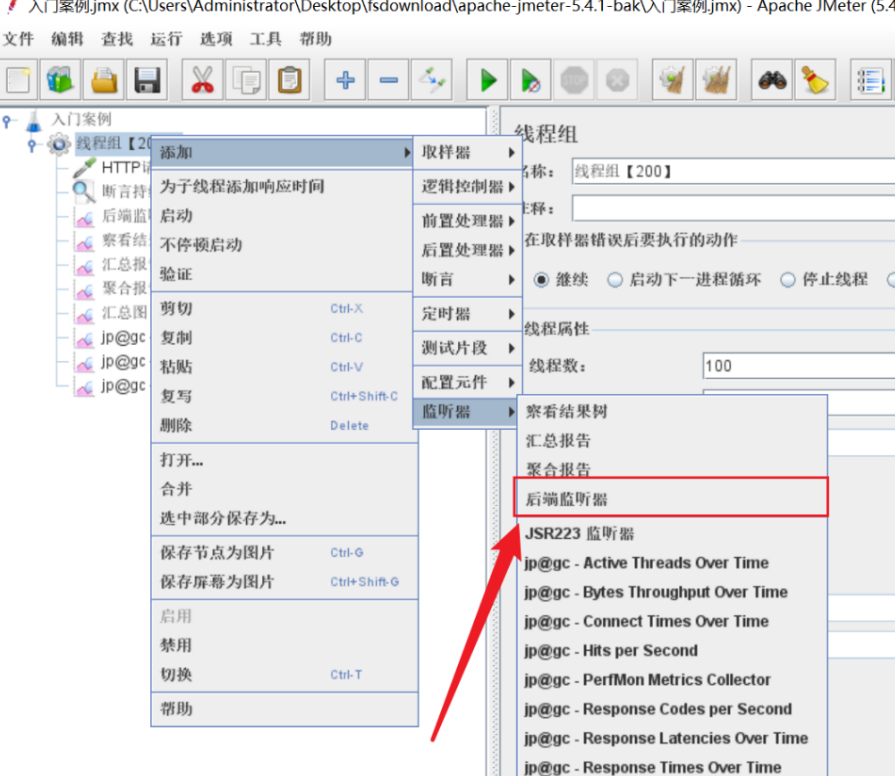 入门案例.jmx (C:\Users\Administrator\Desktop\fsdownload\apache-jmeter-5.4.1-bak\入门案例.jmx) - Apache JMeter (5.4
文件 编辑 查找 运行 选项 工具 帮助
入门案例
线程组【20
HTTP请
断言持
后端监
察看结
汇总报
聚合报
汇总图
jp@gc
jp@gc
jp@gc
添加
为子线程添加响应时间
启动
不停顿启动
验证
剪切 Ctrl-X
复制 Ctrl-C
粘贴 Ctrl-V
复写 Ctrl+Shift-C
删除 Delete
打开...
合并
选中部分保存为...
保存节点为图片 Ctrl-G
保存屏幕为图片 Ctrl+Shift-G
启用
禁用
切换 Ctrl-T
帮助
取样器
逻辑控制器
前置处理器
后置处理器
断言
定时器
测试片段
配置元件
监听器
察看结果树
汇总报告
聚合报告
后端监听器
JSR223 监听器
jp@gc - Active Threads Over Time
jp@gc - Bytes Throughput Over Time
jp@gc - Connect Times Over Time
jp@gc - Hits per Second
jp@gc - PerfMon Metrics Collector
jp@gc - Response Codes per Second
jp@gc - Response Latencies Over Time
jp@gc - Response Times Over Time
线程组
名称： 线程组【200】
注释：
在取样器错误后要执行的动作
继续 启动下一进程循环 停止线程
线程属性
线程数： 100